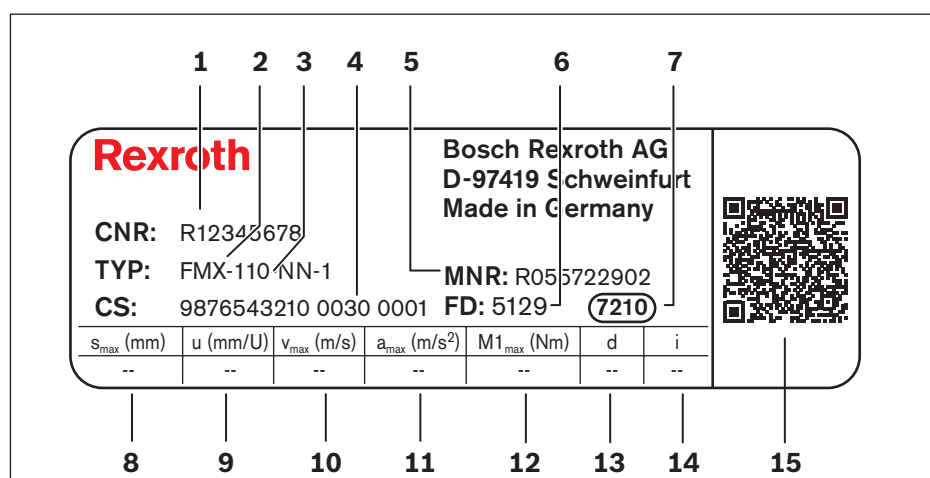 1 2 3 4 5 6 7
Rexroth
Bosch Rexroth AG
D-97419 Schweinfurt
Made in Germany
CNR: R12345678
TYP: FMX-110-NN-1
MNR: R055722902
CS: 9876543210 0030 0001
FD: 5129 7210
smax (mm) u (mm/U) vmax (m/s) amax (m/s²) M1max (Nm) d i
-- -- -- -- -- -- --
8 9 10 11 12 13 14 15